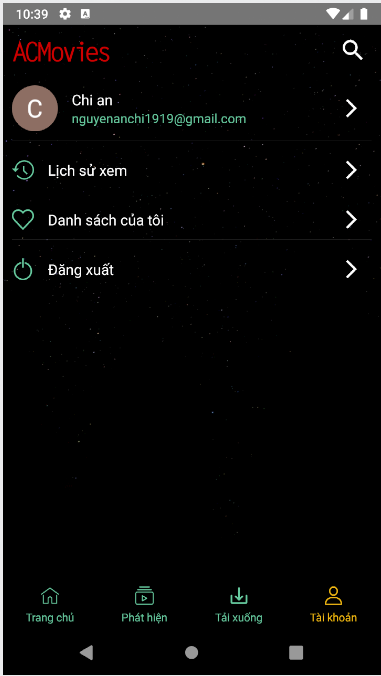 10:39
ACMovies
C
Chi an
nguyenanchi1919@gmail.com
Lịch sử xem
Danh sách của tôi
Đăng xuất
Trang chủ
Phát hiện
Tải xuống
Tài khoản